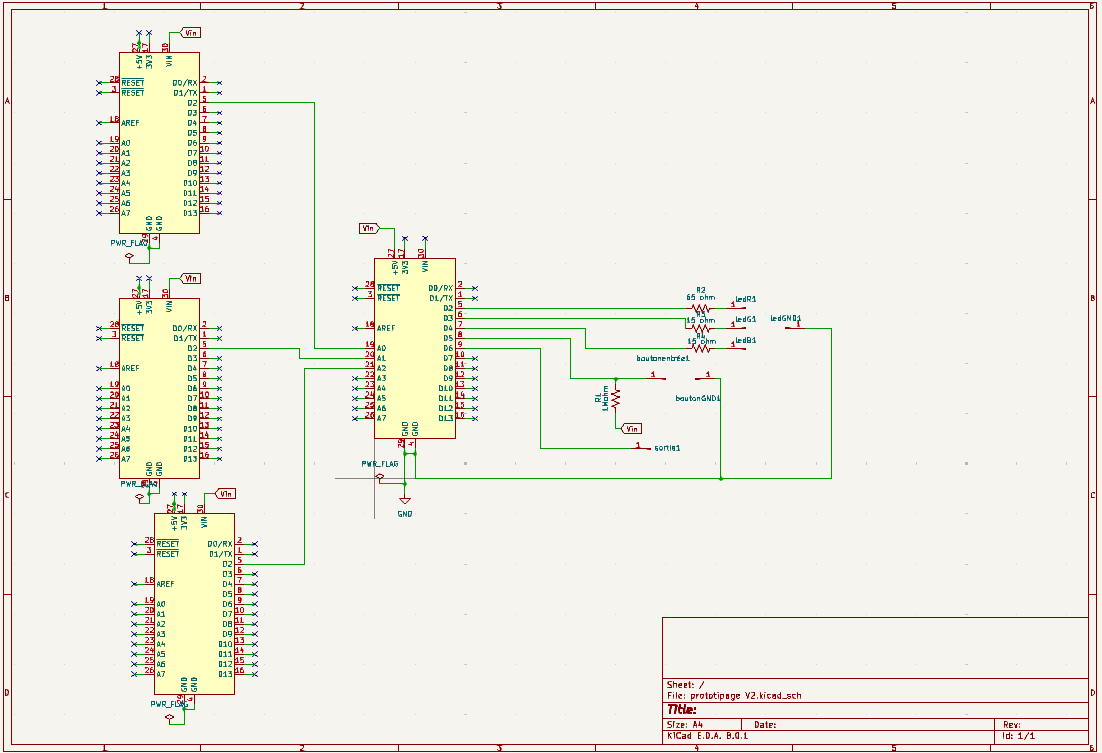 1 2 3 4 5 6
A B C D
A B C D
Vin
27 17 30
+5V 3V3 VIN
28 RESET D0/RX 2
3 RESET D1/TX 1
D2 5
D3 6
18 AREF D4 7
D5 8
19 A0 D6 9
20 A1 D7 10
21 A2 D8 11
22 A3 D9 12
23 A4 D10 13
24 A5 D11 14
25 A6 D12 15
26 A7 D13 16
GND GND
29 4
PWR_FLAG
Vin
27 17 30
+5V 3V3 VIN
28 RESET D0/RX 2
3 RESET D1/TX 1
D2 5
D3 6
18 AREF D4 7
D5 8
19 A0 D6 9
20 A1 D7 10
21 A2 D8 11
22 A3 D9 12
23 A4 D10 13
24 A5 D11 14
25 A6 D12 15
26 A7 D13 16
GND GND
PWR_FLAG
Vin
27 17 30
+5V 3V3 VIN
28 RESET D0/RX 2
3 RESET D1/TX 1
D2 5
D3 6
18 AREF D4 7
D5 8
19 A0 D6 9
20 A1 D7 10
21 A2 D8 11
22 A3 D9 12
23 A4 D10 13
24 A5 D11 14
25 A6 D12 15
26 A7 D13 16
GND GND
29 4
PWR_FLAG
Vin
27 17 30
+5V 3V3 VIN
28 RESET D0/RX 2
3 RESET D1/TX 1
D2 5
D3 6
18 AREF D4 7
D5 8
19 A0 D6 9
20 A1 D7 10
21 A2 D8 11
22 A3 D9 12
23 A4 D10 13
24 A5 D11 14
25 A6 D12 15
26 A7 D13 16
GND GND
29 4
PWR_FLAG
GND
R2
65 ohm
1 ledR1
15 ohm
1 ledG1
15 ohm
1 ledB1
ledGND1
1
boutonentrée1
1 1
boutonGND1
R1
Vin
1 sortie1
Sheet: /
File: prototipage V2.kicad_sch
Title:
Size: A4 Date: Rev:
KiCad E.D.A. 8.0.1 Id: 1/1
1 2 3 4 5 6